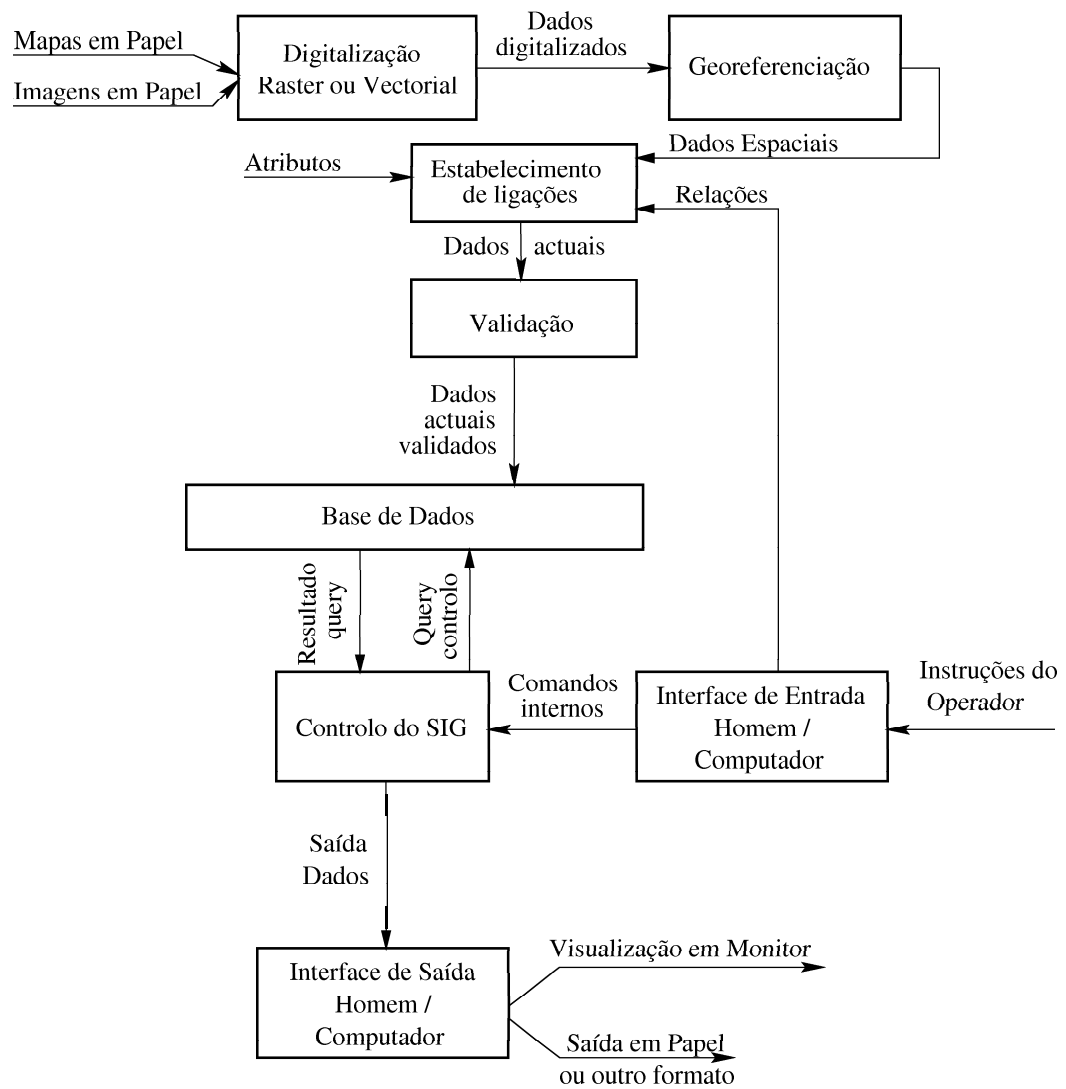 Mapas em Papel
Imagens em Papel
Digitalização
Raster ou Vectorial
Dados
digitalizados
Georeferenciação
Dados Espaciais
Atributos
Estabelecimento
de ligações
Relações
Dados actuais
Validação
Dados
actuais
validados
Base de Dados
Resultado
query
Query
controlo
Controlo do SIG
Comandos
internos
Interface de Entrada
Homem /
Computador
Instruções do
Operador
Saída
Dados
Interface de Saída
Homem /
Computador
Visualização em Monitor
Saída em Papel
ou outro formato